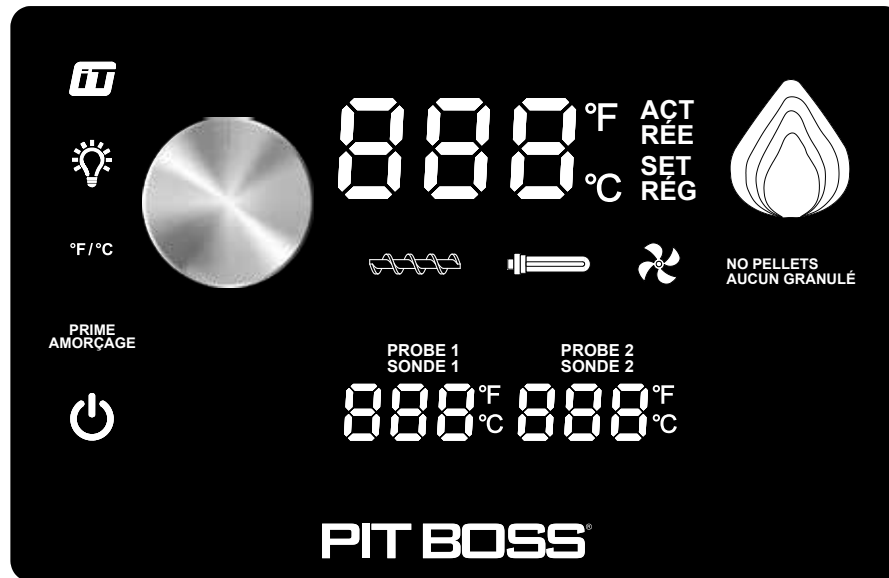 iT
888 °F
°C
ACT
RÉE
SET
RÉG
°F/°C
NO PELLETS
AUCUN GRANULÉ
PRIME
AMORÇAGE
PROBE 1
SONDE 1
PROBE 2
SONDE 2
888 °F
°C
888 °F
°C
PIT BOSS®